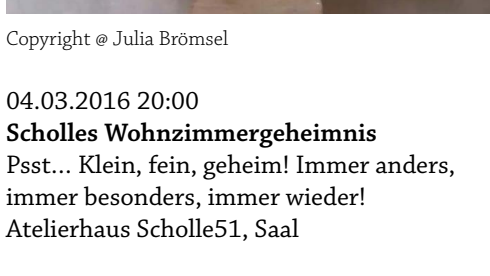 Copyright @ Julia Brömsel
04.03.2016 20:00
Scholles Wohnzimmergeheimnis
Psst... Klein, fein, geheim! Immer anders,
immer besonders, immer wieder!
Atelierhaus Scholle51, Saal